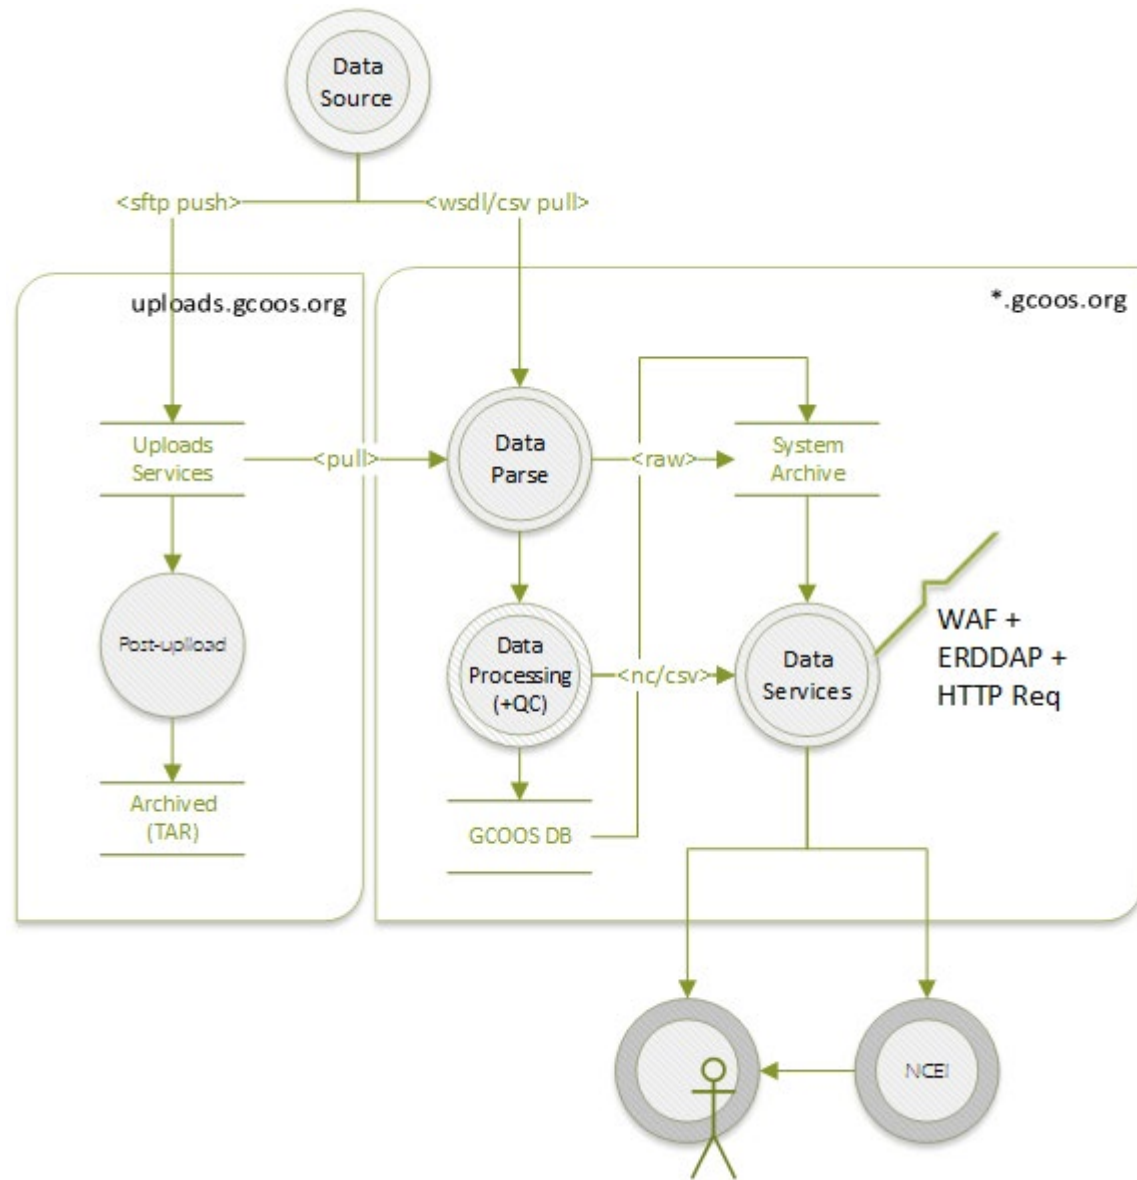 Data
Source
<sftp push>
<wsdl/csv pull>
uploads.gcoos.org
*.gcoos.org
Uploads
Services
<pull>
Data
Parse
<raw>
System
Archive
Post-upload
Data
Processing
(+QC)
<nc/csv>
Data
Services
WAF +
ERDDAP +
HTTP Req
Archived
(TAR)
GCOOS DB
NCEI